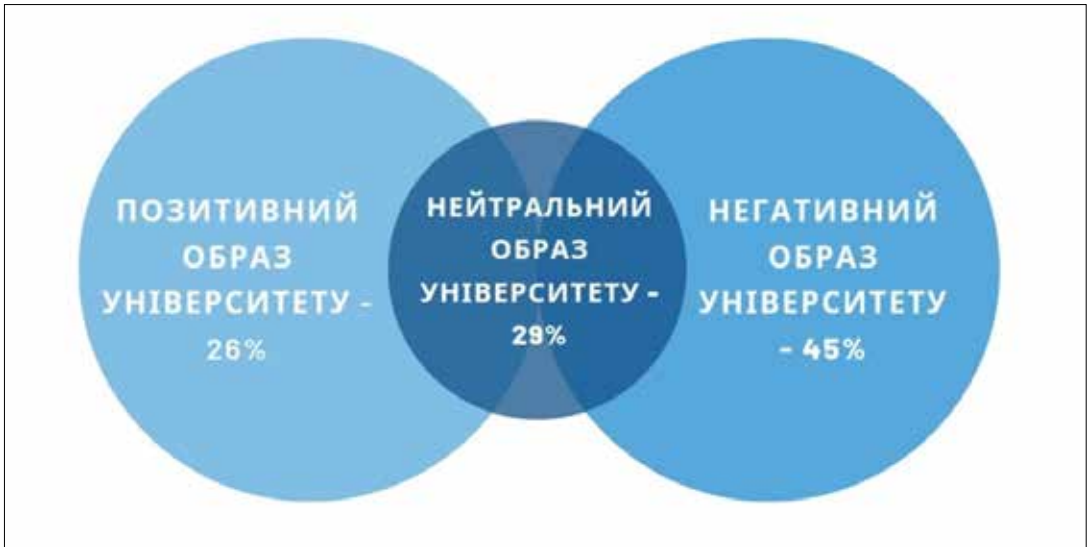 ПОЗИТИВНИЙ
ОБРАЗ
УНІВЕРСИТЕТУ -
26%
НЕЙТРАЛЬНИЙ
ОБРАЗ
УНІВЕРСИТЕТУ -
29%
НЕГАТИВНИЙ
ОБРАЗ
УНІВЕРСИТЕТУ
- 45%